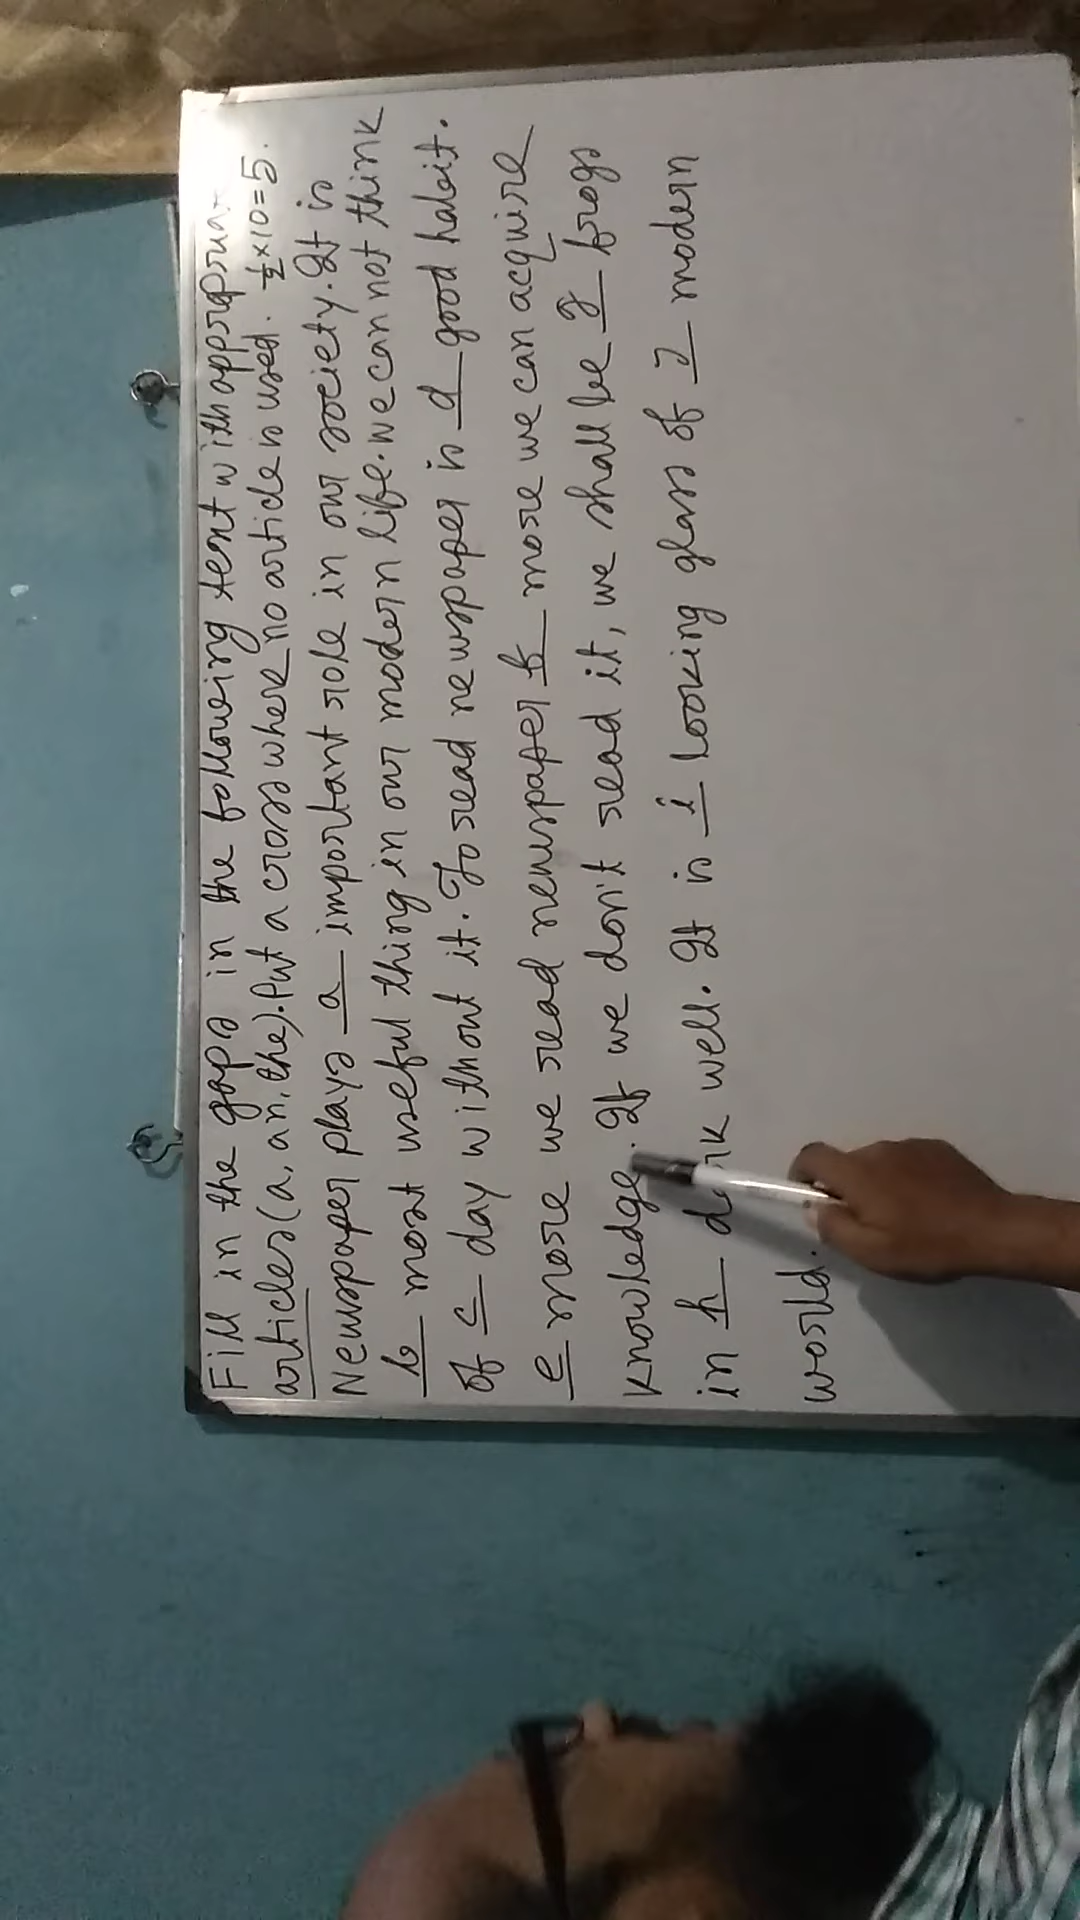 Fill in the gaps in the following text with
articles (a, an, the). Put a cross where no article is used. ½×10=5.
Newspaper plays a important role in our society. It is
b most useful thing in our modern life. we can not think
of c day without it. To read newspaper is d good habit.
e more we read newspaper f more we can acquire
knowledge. If we don't read it, we shall be g frogs
in h dark well. It is i looking glass of j modern
world.